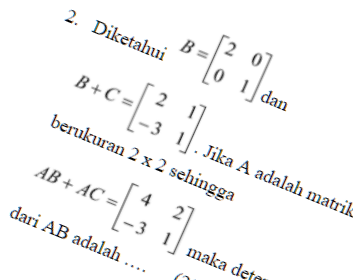 2. Diketahui B = [2 0; 0 1] dan
B + C = [2 1; −3 1]. Jika A adalah matrik
berukuran 2 x 2 sehingga
AB + AC = [4 2; −3 1] maka dete
dari AB adalah ....